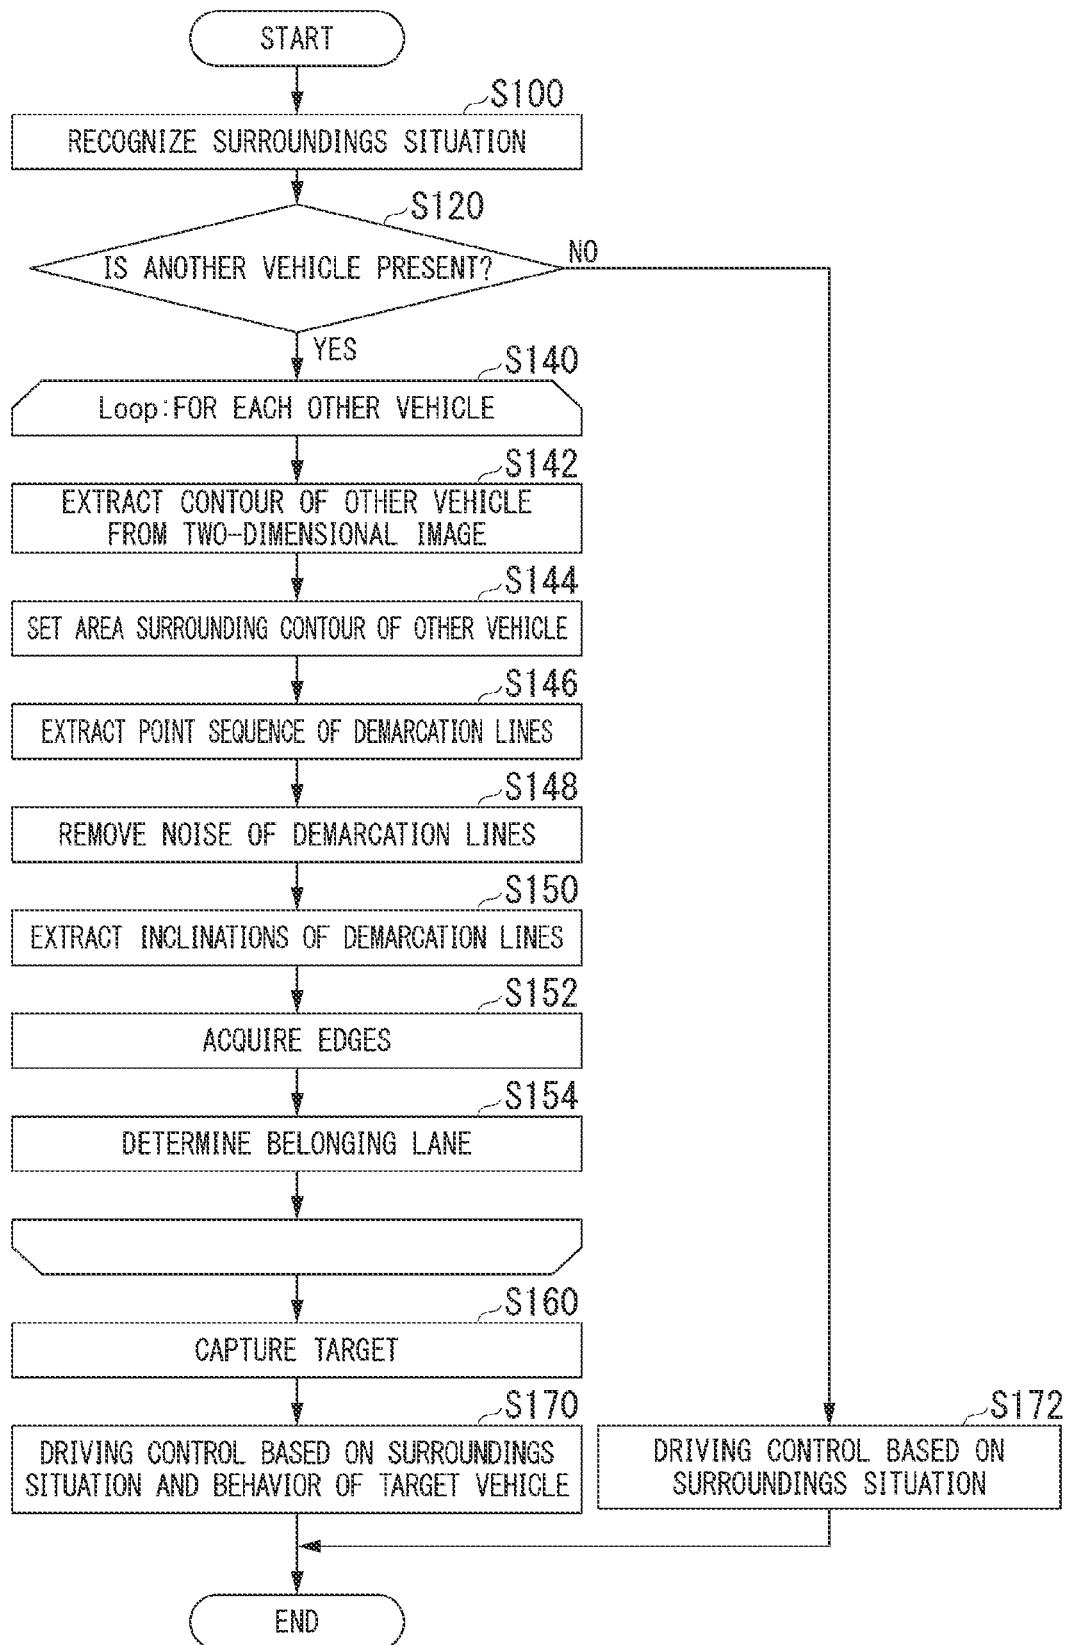 START
S100
RECOGNIZE SURROUNDINGS SITUATION
S120
IS ANOTHER VEHICLE PRESENT?
NO
YES
S140
Loop:FOR EACH OTHER VEHICLE
S142
EXTRACT CONTOUR OF OTHER VEHICLE
FROM TWO-DIMENSIONAL IMAGE
S144
SET AREA SURROUNDING CONTOUR OF OTHER VEHICLE
S146
EXTRACT POINT SEQUENCE OF DEMARCATION LINES
S148
REMOVE NOISE OF DEMARCATION LINES
S150
EXTRACT INCLINATIONS OF DEMARCATION LINES
S152
ACQUIRE EDGES
S154
DETERMINE BELONGING LANE
S160
CAPTURE TARGET
S170
DRIVING CONTROL BASED ON SURROUNDINGS
SITUATION AND BEHAVIOR OF TARGET VEHICLE
S172
DRIVING CONTROL BASED ON
SURROUNDINGS SITUATION
END